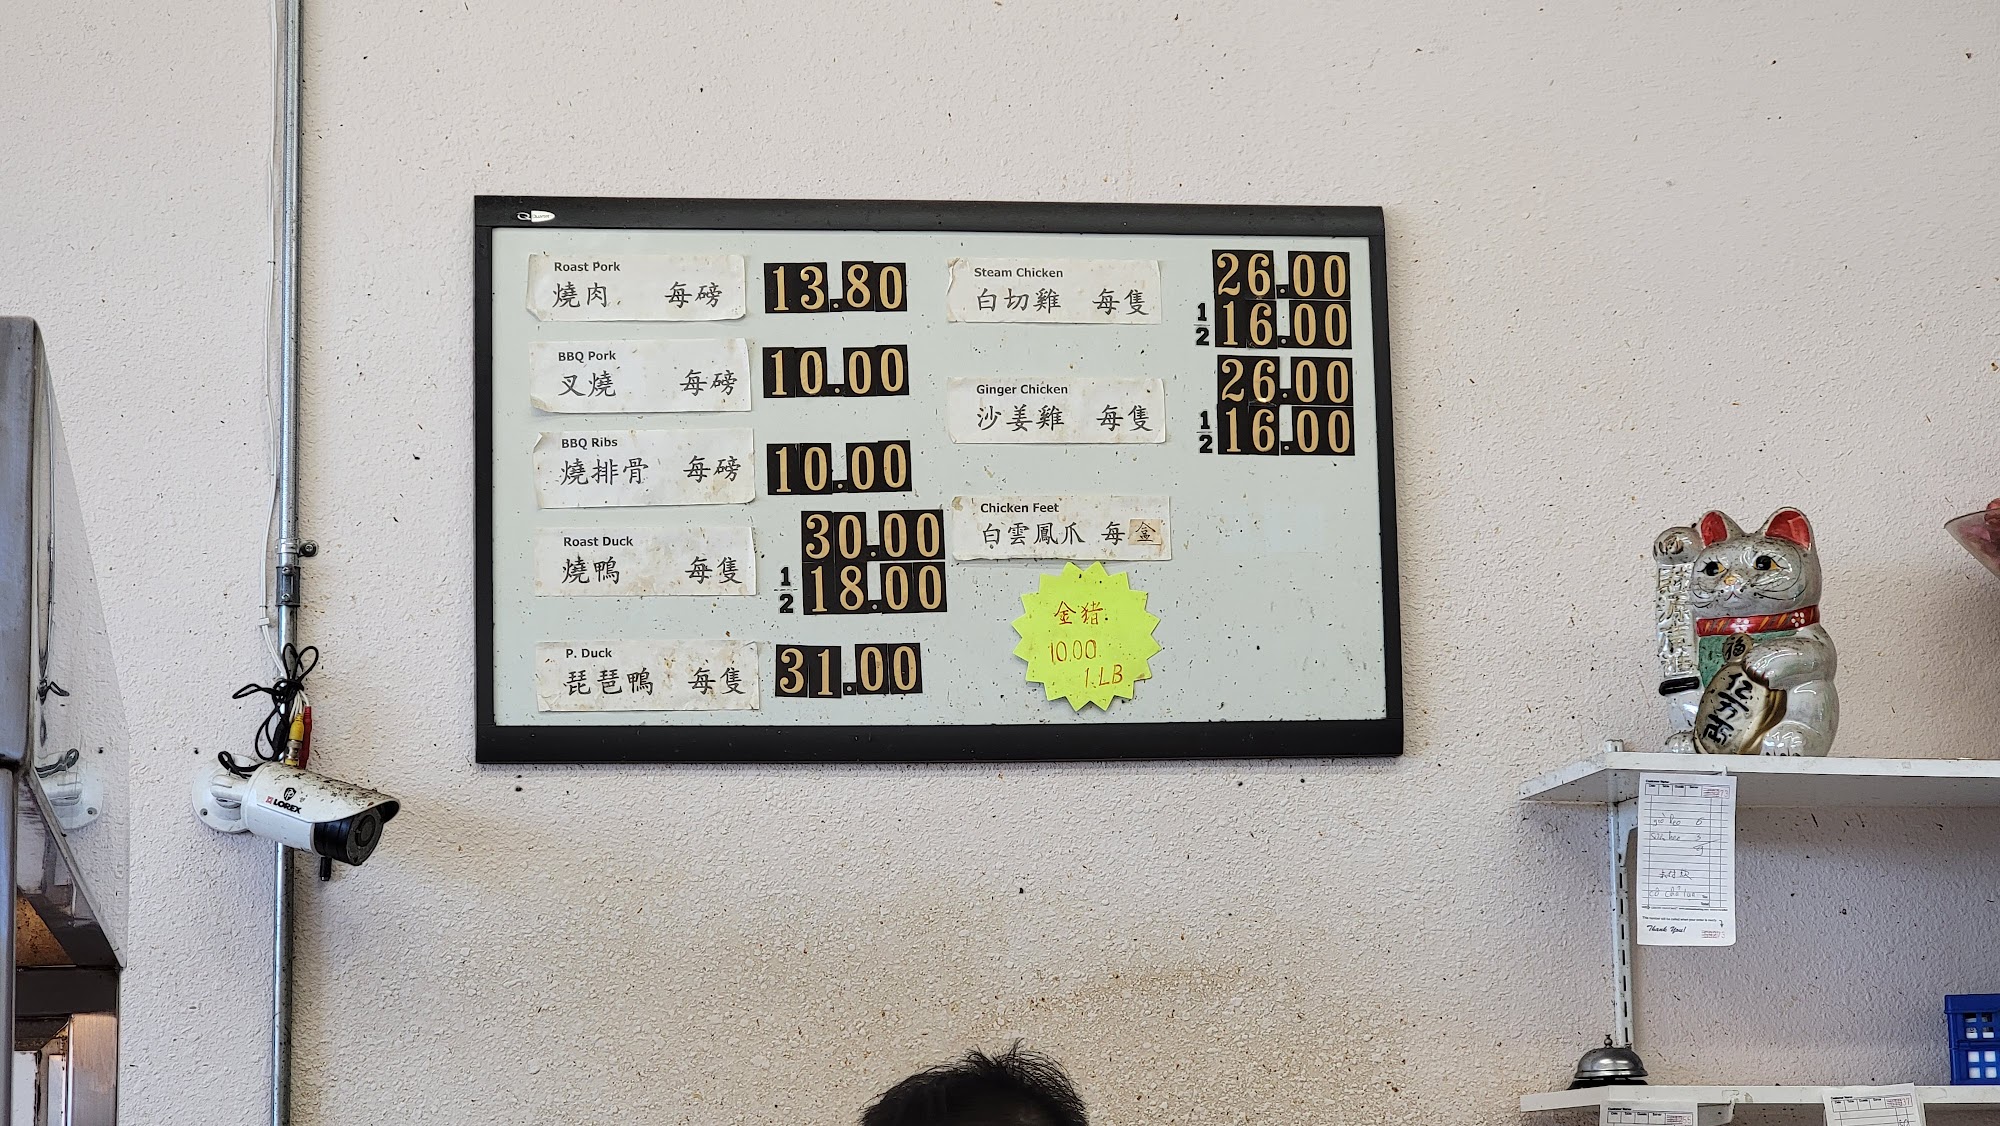 Roast Pork
燒肉 每磅 13.80
BBQ Pork
叉燒 每磅 10.00
BBQ Ribs
燒排骨 每磅 10.00
Roast Duck
燒鴨 每隻 30.00
1/2 18.00
P. Duck
琵琶鴨 每隻 31.00
Steam Chicken
白切雞 每隻 26.00
1/2 16.00
Ginger Chicken
沙姜雞 每隻 26.00
1/2 16.00
Chicken Feet
白雲鳳爪 每盒
金猪
10.00
1.LB
LOREX
福
Thank You!